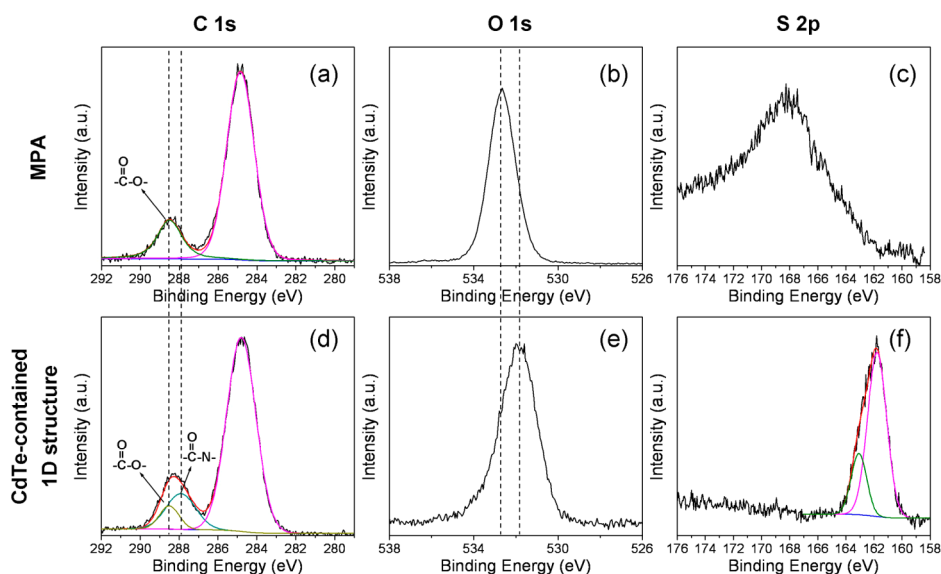 C 1s
O 1s
S 2p
MPA
Intensity (a.u.)
(a)
O
-C-O-
292 290 288 286 284 282 280
Binding Energy (eV)
Intensity (a.u.)
(b)
538 534 530 526
Binding Energy (eV)
Intensity (a.u.)
(c)
176 174 172 170 168 166 164 162 160 158
Binding Energy (eV)
CdTe-contained
1D structure
Intensity (a.u.)
(d)
O
-C-O-
O
-C-N-
292 290 288 286 284 282 280
Binding Energy (eV)
Intensity (a.u.)
(e)
538 534 530 526
Binding Energy (eV)
Intensity (a.u.)
(f)
176 174 172 170 168 166 164 162 160 158
Binding Energy (eV)